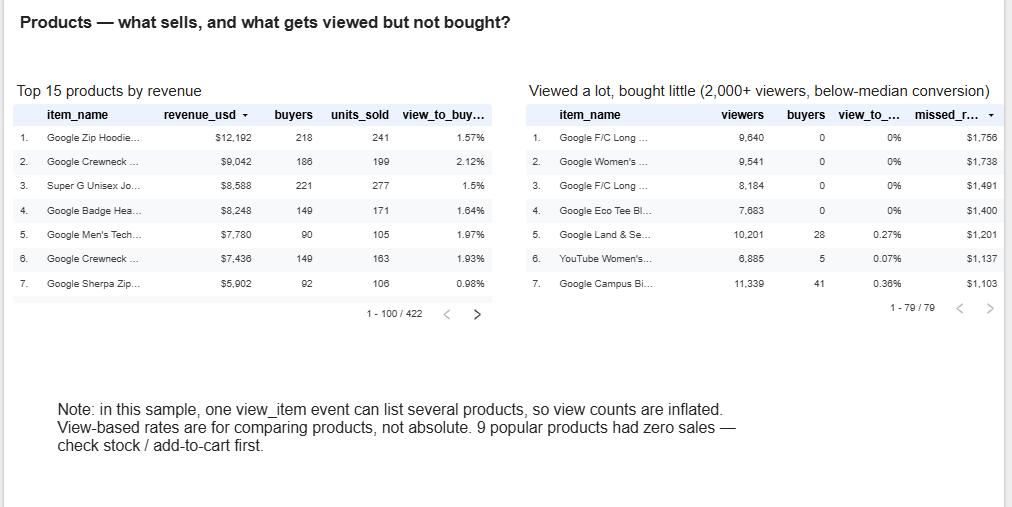 Products — what sells, and what gets viewed but not bought?
Top 15 products by revenue
item_name revenue_usd buyers units_sold view_to_buy...
1. Google Zip Hoodie... $12,192 218 241 1.57%
2. Google Crewneck ... $9,042 186 199 2.12%
3. Super G Unisex Jo... $8,588 221 277 1.5%
4. Google Badge Hea... $8,248 149 171 1.64%
5. Google Men's Tech... $7,780 90 105 1.97%
6. Google Crewneck ... $7,436 149 163 1.93%
7. Google Sherpa Zip... $5,902 92 106 0.98%
1 - 100 / 422
Viewed a lot, bought little (2,000+ viewers, below-median conversion)
item_name viewers buyers view_to_... missed_r...
1. Google F/C Long ... 9,640 0 0% $1,756
2. Google Women's ... 9,541 0 0% $1,738
3. Google F/C Long ... 8,184 0 0% $1,491
4. Google Eco Tee Bl... 7,683 0 0% $1,400
5. Google Land & Se... 10,201 28 0.27% $1,201
6. YouTube Women's... 6,885 5 0.07% $1,137
7. Google Campus Bi... 11,339 41 0.36% $1,103
1 - 79 / 79
Note: in this sample, one view_item event can list several products, so view counts are inflated.
View-based rates are for comparing products, not absolute. 9 popular products had zero sales —
check stock / add-to-cart first.